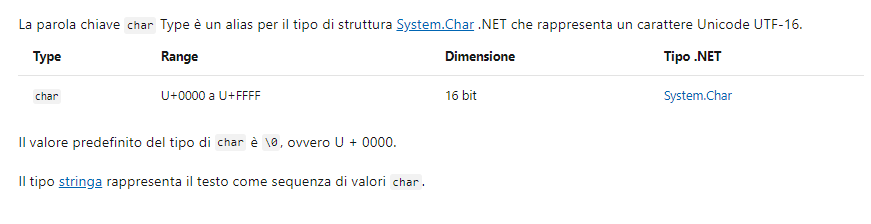 La parola chiave char Type è un alias per il tipo di struttura System.Char .NET che rappresenta un carattere Unicode UTF-16.
Type Range Dimensione Tipo .NET
char U+0000 a U+FFFF 16 bit System.Char
Il valore predefinito del tipo di char è \0, ovvero U + 0000.
Il tipo stringa rappresenta il testo come sequenza di valori char.